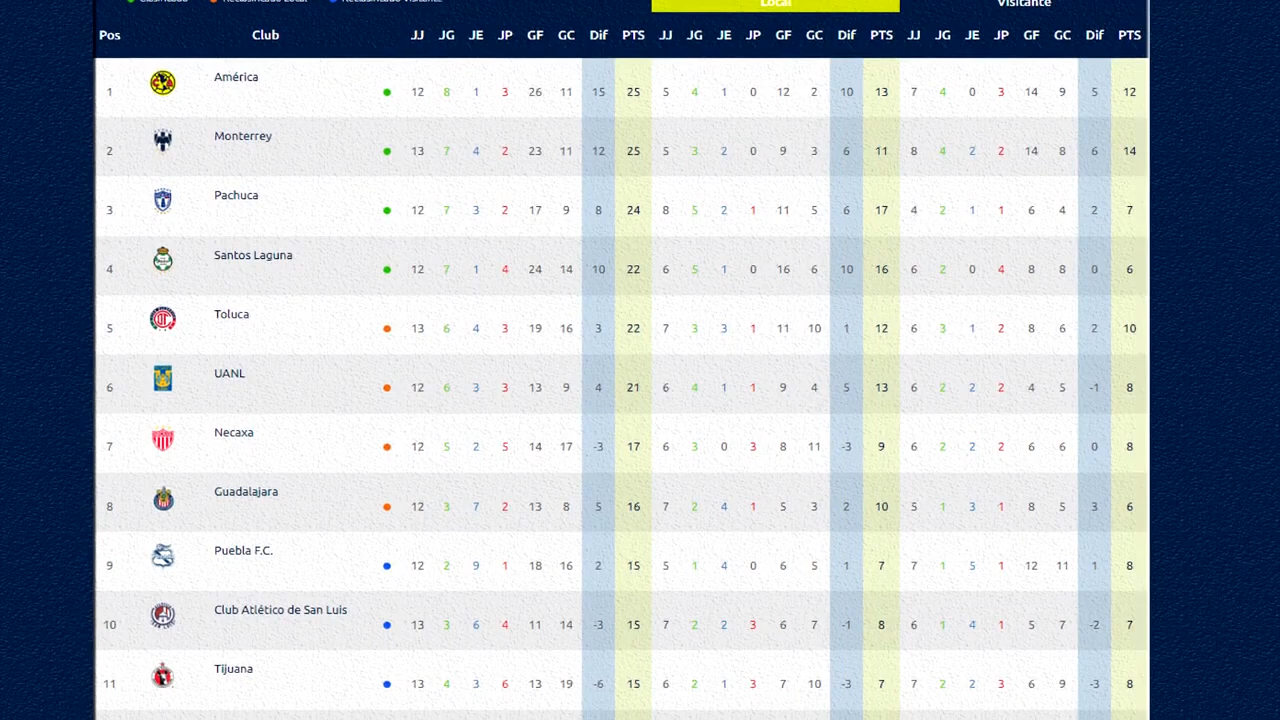 Clasificado Reclasificado Local Reclasificado Visitant... Local Visitante
Pos Club JJ JG JE JP GF GC Dif PTS JJ JG JE JP GF GC Dif PTS JJ JG JE JP GF GC Dif PTS
1 América 12 8 1 3 26 11 15 25 5 4 1 0 12 2 10 13 7 4 0 3 14 9 5 12
2 Monterrey 13 7 4 2 23 11 12 25 5 3 2 0 9 3 6 11 8 4 2 2 14 8 6 14
3 Pachuca 12 7 3 2 17 9 8 24 8 5 2 1 11 5 6 17 4 2 1 1 6 4 2 7
4 Santos Laguna 12 7 1 4 24 14 10 22 6 5 1 0 16 6 10 16 6 2 0 4 8 8 0 6
5 Toluca 13 6 4 3 19 16 3 22 7 3 3 1 11 10 1 12 6 3 1 2 8 6 2 10
6 UANL 12 6 3 3 13 9 4 21 6 4 1 1 9 4 5 13 6 2 2 2 4 5 -1 8
7 Necaxa 12 5 2 5 14 17 -3 17 6 3 0 3 8 11 -3 9 6 2 2 2 6 6 0 8
8 Guadalajara 12 3 7 2 13 8 5 16 7 2 4 1 5 3 2 10 5 1 3 1 8 5 3 6
9 Puebla F.C. 12 2 9 1 18 16 2 15 5 1 4 0 6 5 1 7 7 1 5 1 12 11 1 8
10 Club Atlético de San Luis 13 3 6 4 11 14 -3 15 7 2 2 3 6 7 -1 8 6 1 4 1 5 7 -2 7
11 Tijuana 13 4 3 6 13 19 -6 15 6 2 1 3 7 10 -3 7 7 2 2 3 6 9 -3 8